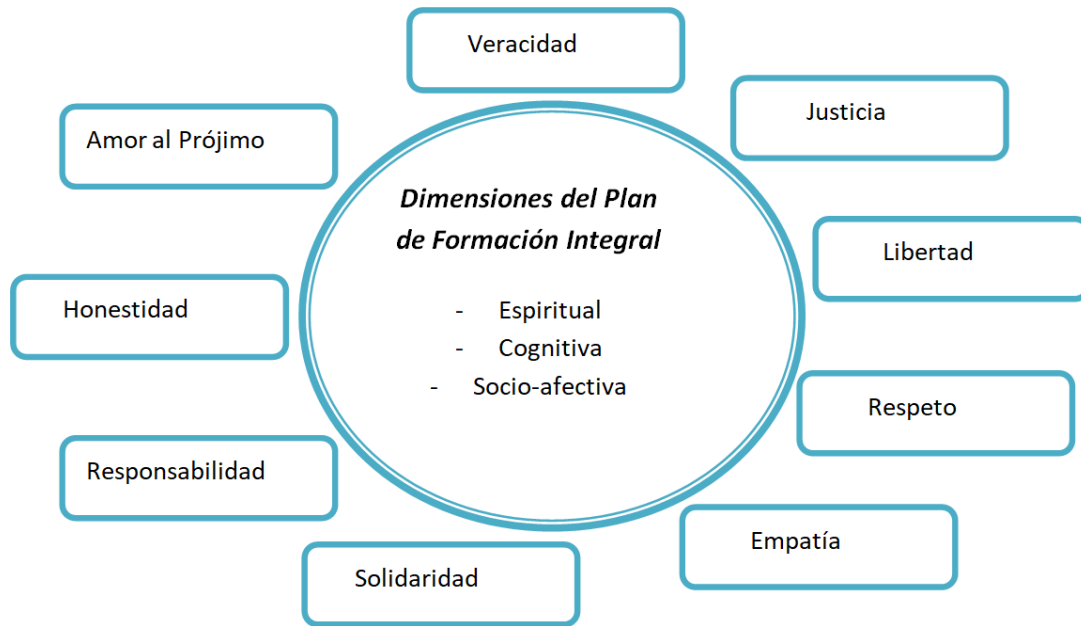 Veracidad
Justicia
Amor al Prójimo
Dimensiones del Plan
de Formación Integral
Libertad
Honestidad
- Espiritual
- Cognitiva
- Socio-afectiva
Respeto
Responsabilidad
Empatía
Solidaridad